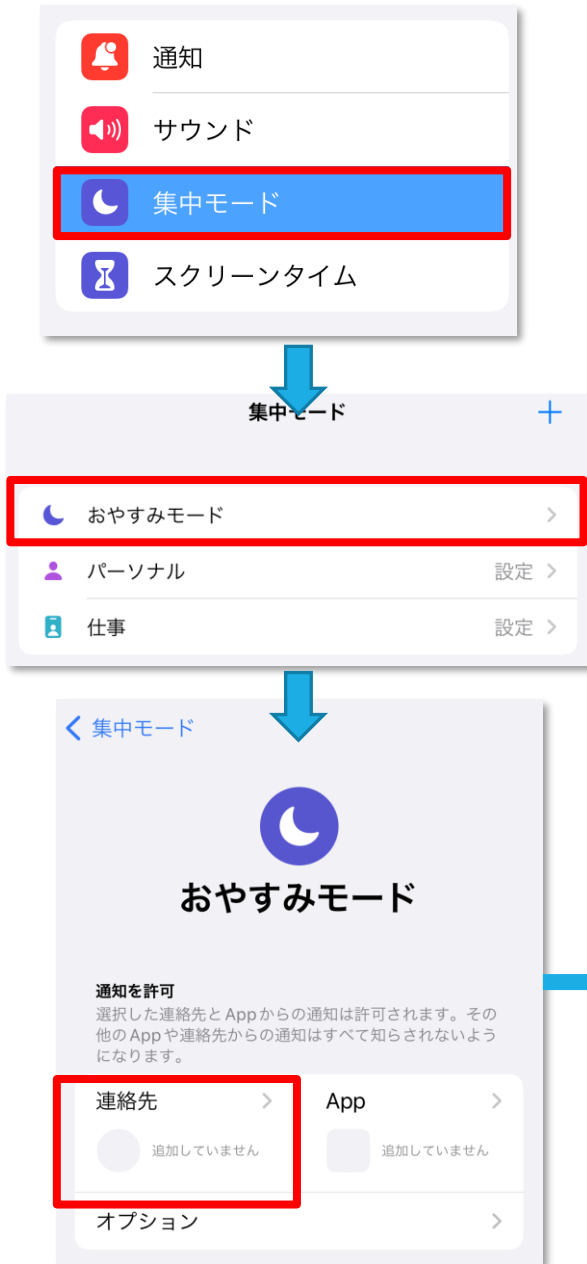 通知
サウンド
集中モード
スクリーンタイム
集中モード
おやすみモード
パーソナル 設定
仕事 設定
集中モード
おやすみモード
通知を許可
選択した連絡先とAppからの通知は許可されます。その
他のAppや連絡先からの通知はすべて知らされないよう
になります。
連絡先 App
追加していません 追加していません
オプション